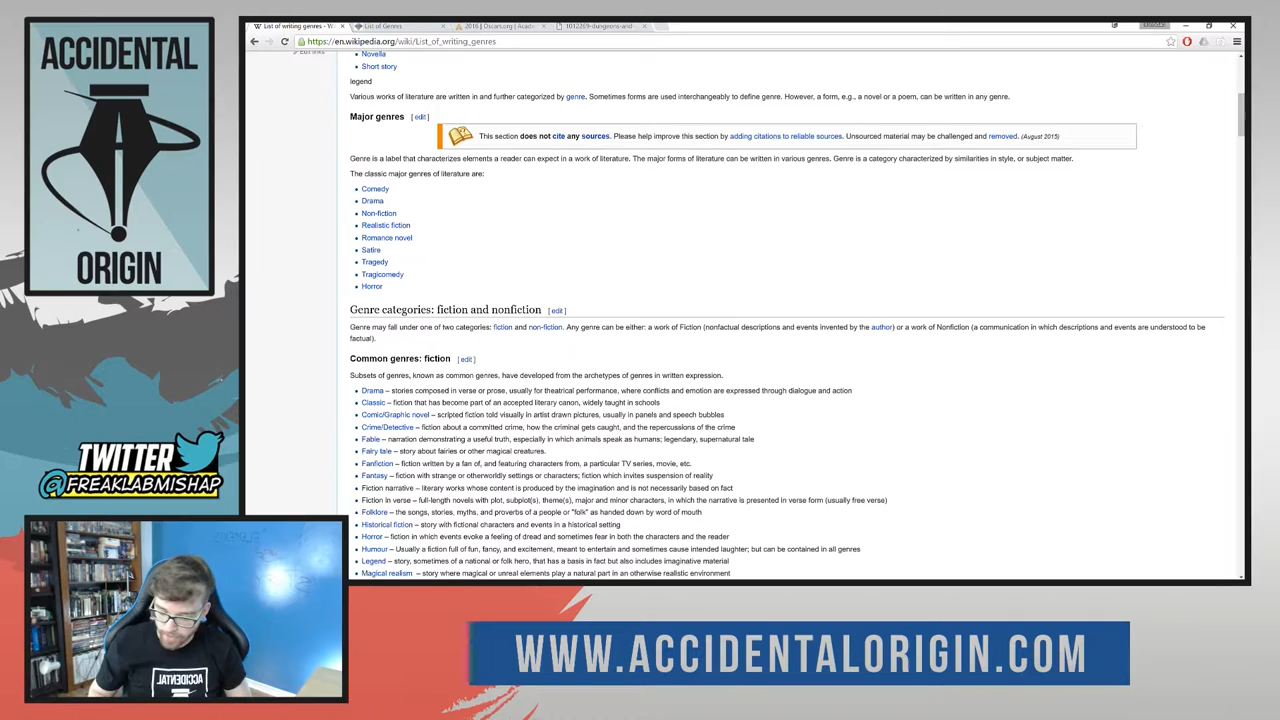 ACCIDENTAL
ORIGIN
TWITTER
@FREAKLABMISHAP
List of writing genres - W
List of Genres
2016 | Oscars.org | Acad
1012269-dungeons-and-
https://en.wikipedia.org/wiki/List_of_writing_genres
Edit links
• Novella
• Short story
legend
Various works of literature are written in and further categorized by genre. Sometimes forms are used interchangeably to define genre. However, a form, e.g., a novel or a poem, can be written in any genre.
Major genres [ edit ]
This section does not cite any sources. Please help improve this section by adding citations to reliable sources. Unsourced material may be challenged and removed. (August 2015)
Genre is a label that characterizes elements a reader can expect in a work of literature. The major forms of literature can be written in various genres. Genre is a category characterized by similarities in style, or subject matter.
The classic major genres of literature are:
• Comedy
• Drama
• Non-fiction
• Realistic fiction
• Romance novel
• Satire
• Tragedy
• Tragicomedy
• Horror
Genre categories: fiction and nonfiction [ edit ]
Genre may fall under one of two categories: fiction and non-fiction. Any genre can be either: a work of Fiction (nonfactual descriptions and events invented by the author) or a work of Nonfiction (a communication in which descriptions and events are understood to be
factual).
Common genres: fiction [ edit ]
Subsets of genres, known as common genres, have developed from the archetypes of genres in written expression.
• Drama – stories composed in verse or prose, usually for theatrical performance, where conflicts and emotion are expressed through dialogue and action
• Classic – fiction that has become part of an accepted literary canon, widely taught in schools
• Comic/Graphic novel – scripted fiction told visually in artist drawn pictures, usually in panels and speech bubbles
• Crime/Detective – fiction about a committed crime, how the criminal gets caught, and the repercussions of the crime
• Fable – narration demonstrating a useful truth, especially in which animals speak as humans; legendary, supernatural tale
• Fairy tale – story about fairies or other magical creatures.
• Fanfiction – fiction written by a fan of, and featuring characters from, a particular TV series, movie, etc.
• Fantasy – fiction with strange or otherworldly settings or characters; fiction which invites suspension of reality
• Fiction narrative – literary works whose content is produced by the imagination and is not necessarily based on fact
• Fiction in verse – full-length novels with plot, subplot(s), theme(s), major and minor characters, in which the narrative is presented in verse form (usually free verse)
• Folklore – the songs, stories, myths, and proverbs of a people or "folk" as handed down by word of mouth
• Historical fiction – story with fictional characters and events in a historical setting
• Horror – fiction in which events evoke a feeling of dread and sometimes fear in both the characters and the reader
• Humour – Usually a fiction full of fun, fancy, and excitement, meant to entertain and sometimes cause intended laughter; but can be contained in all genres
• Legend – story, sometimes of a national or folk hero, that has a basis in fact but also includes imaginative material
• Magical realism – story where magical or unreal elements play a natural part in an otherwise realistic environment
WWW.ACCIDENTALORIGIN.COM